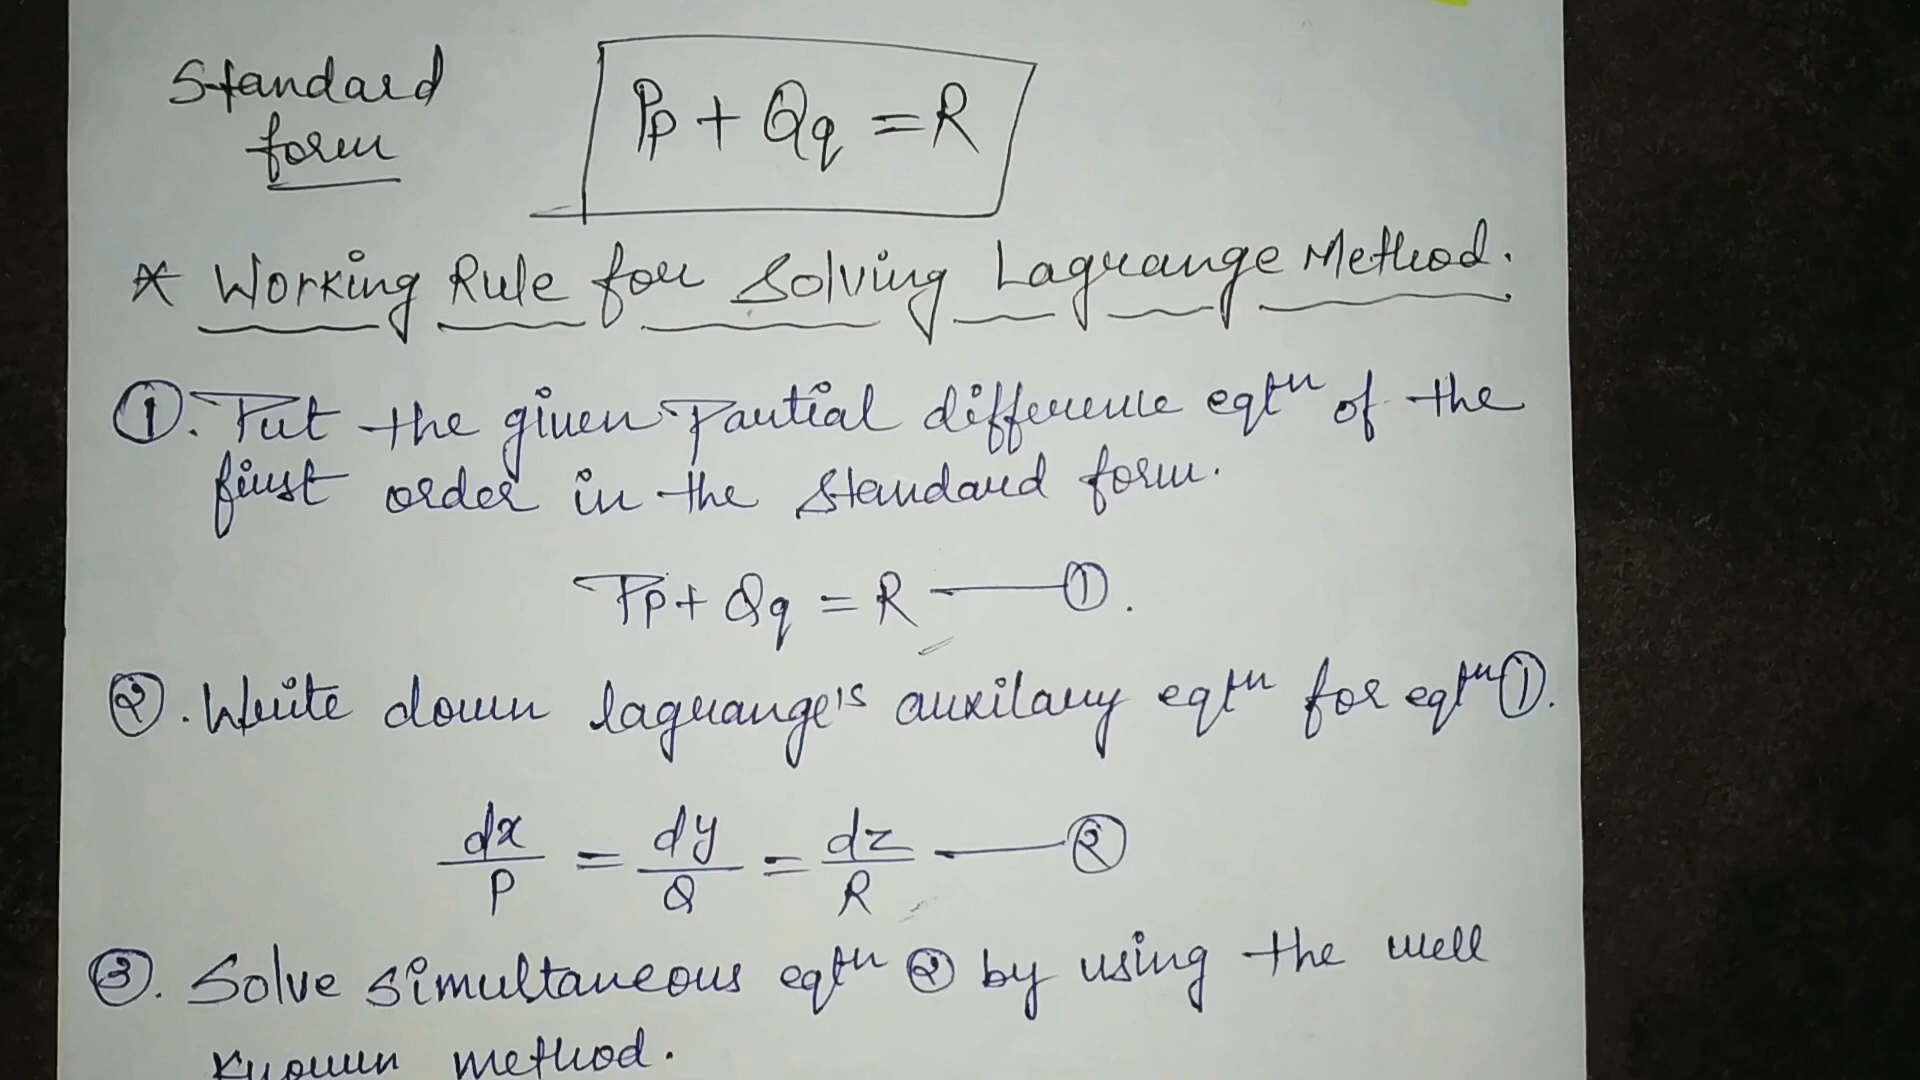 Standard
form
Pp + Qq = R
* Working Rule for Solving Lagrange Method.
①. Put the given Partial difference eqtn of the
first order in the standard form.
Pp + Qq = R —— ①.
②. Write down lagrange's auxilary eqtn for eqtn ①.
dx/P = dy/Q = dz/R —— ②
③. Solve simultaneous eqtn ② by using the well
known method.